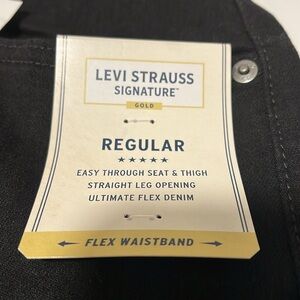 LEVI STRAUSS
SIGNATURE™
GOLD
REGULAR
★★★★★
EASY THROUGH SEAT & THIGH
STRAIGHT LEG OPENING
ULTIMATE FLEX DENIM
← FLEX WAISTBAND →